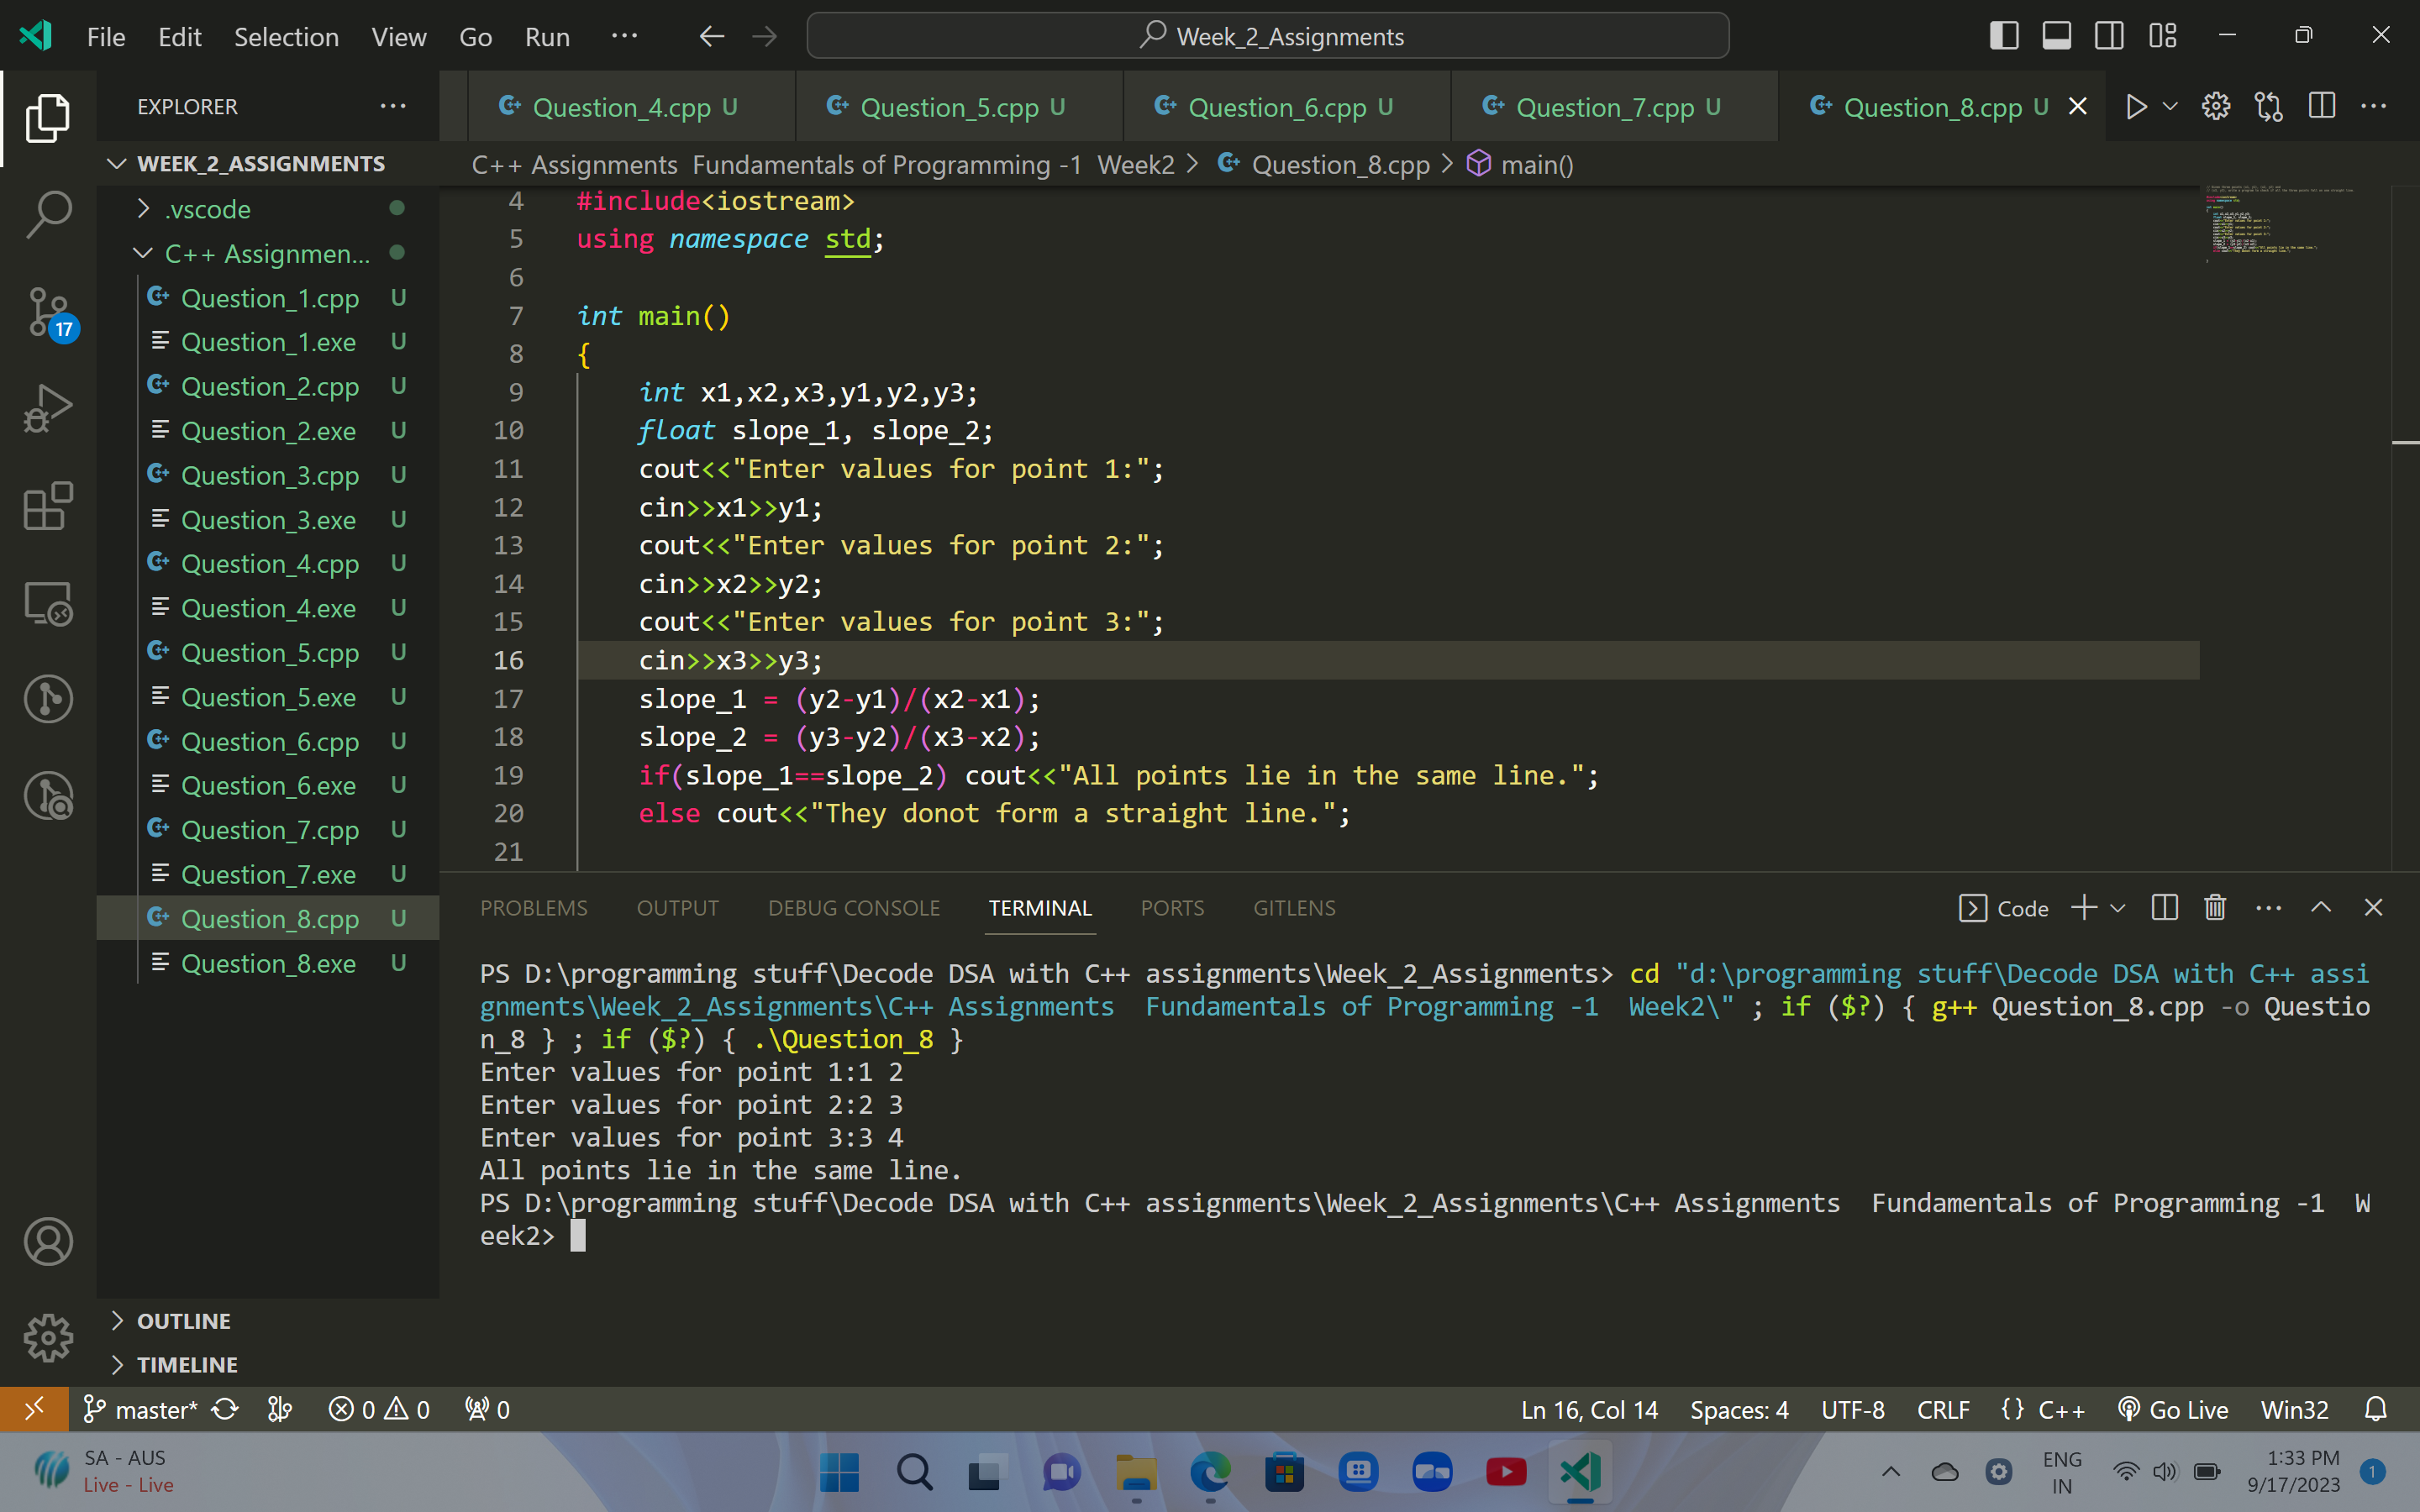 File Edit Selection View Go Run ··· Week_2_Assignments
EXPLORER ···
Question_4.cpp U Question_5.cpp U Question_6.cpp U Question_7.cpp U Question_8.cpp U
WEEK_2_ASSIGNMENTS
C++ Assignments Fundamentals of Programming -1 Week2 > Question_8.cpp > main()
.vscode
C++ Assignmen...
Question_1.cpp U
Question_1.exe U
Question_2.cpp U
Question_2.exe U
Question_3.cpp U
Question_3.exe U
Question_4.cpp U
Question_4.exe U
Question_5.cpp U
Question_5.exe U
Question_6.cpp U
Question_6.exe U
Question_7.cpp U
Question_7.exe U
Question_8.cpp U
Question_8.exe U
OUTLINE
TIMELINE
17
4 #include<iostream>
5 using namespace std;
6
7 int main()
8 {
9 int x1,x2,x3,y1,y2,y3;
10 float slope_1, slope_2;
11 cout<<"Enter values for point 1:";
12 cin>>x1>>y1;
13 cout<<"Enter values for point 2:";
14 cin>>x2>>y2;
15 cout<<"Enter values for point 3:";
16 cin>>x3>>y3;
17 slope_1 = (y2-y1)/(x2-x1);
18 slope_2 = (y3-y2)/(x3-x2);
19 if(slope_1==slope_2) cout<<"All points lie in the same line.";
20 else cout<<"They donot form a straight line.";
21
PROBLEMS OUTPUT DEBUG CONSOLE TERMINAL PORTS GITLENS Code
PS D:\programming stuff\Decode DSA with C++ assignments\Week_2_Assignments> cd "d:\programming stuff\Decode DSA with C++ assi
gnments\Week_2_Assignments\C++ Assignments  Fundamentals of Programming -1  Week2\" ; if ($?) { g++ Question_8.cpp -o Questio
n_8 } ; if ($?) { .\Question_8 }
Enter values for point 1:1 2
Enter values for point 2:2 3
Enter values for point 3:3 4
All points lie in the same line.
PS D:\programming stuff\Decode DSA with C++ assignments\Week_2_Assignments\C++ Assignments  Fundamentals of Programming -1  W
eek2>
master* 0 0 0 Ln 16, Col 14 Spaces: 4 UTF-8 CRLF {} C++ Go Live Win32
SA - AUS
Live - Live
ENG
IN
1:33 PM
9/17/2023
1